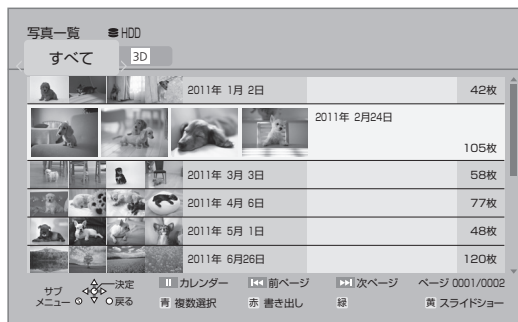 写真一覧 HDD
すべて 3D
2011年 1月 2日 42枚
2011年 2月24日
105枚
2011年 3月 3日 58枚
2011年 4月 6日 77枚
2011年 5月 1日 48枚
2011年 6月26日 120枚
サブメニュー S 決定 戻る
カレンダー 前ページ 次ページ ページ 0001/0002
青 複数選択 赤 書き出し 緑 黄 スライドショー